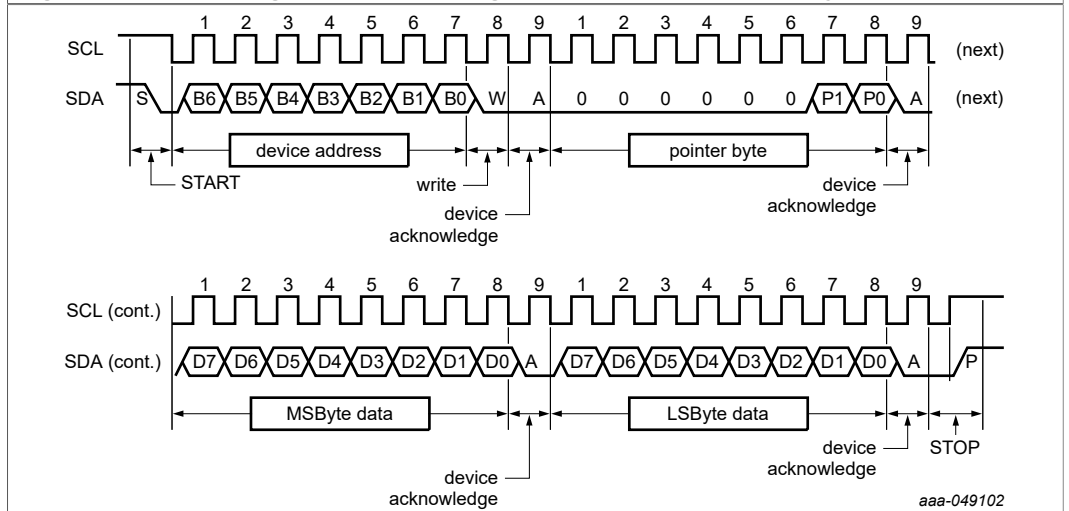 1 2 3 4 5 6 7 8 9 1 2 3 4 5 6 7 8 9
SCL (next)
SDA S B6 B5 B4 B3 B2 B1 B0 W A 0 0 0 0 0 0 P1 P0 A (next)
device address pointer byte
START write device
device acknowledge
acknowledge
1 2 3 4 5 6 7 8 9 1 2 3 4 5 6 7 8 9
SCL (cont.)
SDA (cont.) D7 D6 D5 D4 D3 D2 D1 D0 A D7 D6 D5 D4 D3 D2 D1 D0 A P
MSByte data LSByte data
device STOP
device acknowledge
acknowledge
aaa-049102